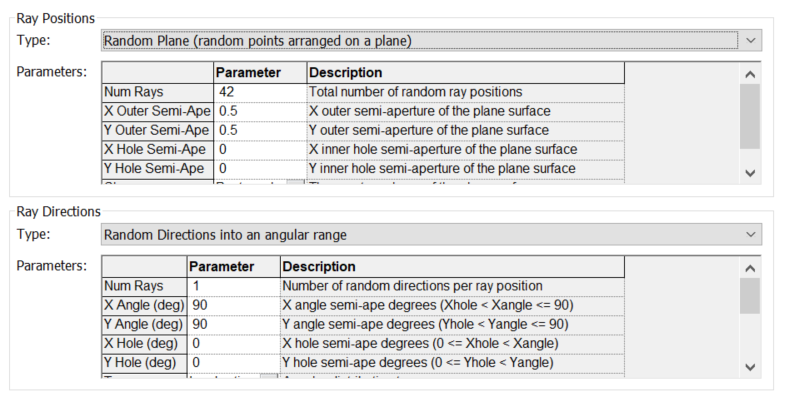 Ray Positions
Type: Random Plane (random points arranged on a plane)
Parameters: Parameter Description
Num Rays 42 Total number of random ray positions
X Outer Semi-Ape 0.5 X outer semi-aperture of the plane surface
Y Outer Semi-Ape 0.5 Y outer semi-aperture of the plane surface
X Hole Semi-Ape 0 X inner hole semi-aperture of the plane surface
Y Hole Semi-Ape 0 Y inner hole semi-aperture of the plane surface
Ray Directions
Type: Random Directions into an angular range
Parameters: Parameter Description
Num Rays 1 Number of random directions per ray position
X Angle (deg) 90 X angle semi-ape degrees (Xhole < Xangle <= 90)
Y Angle (deg) 90 Y angle semi-ape degrees (Yhole < Yangle <= 90)
X Hole (deg) 0 X hole semi-ape degrees (0 <= Xhole < Xangle)
Y Hole (deg) 0 Y hole semi-ape degrees (0 <= Yhole < Yangle)